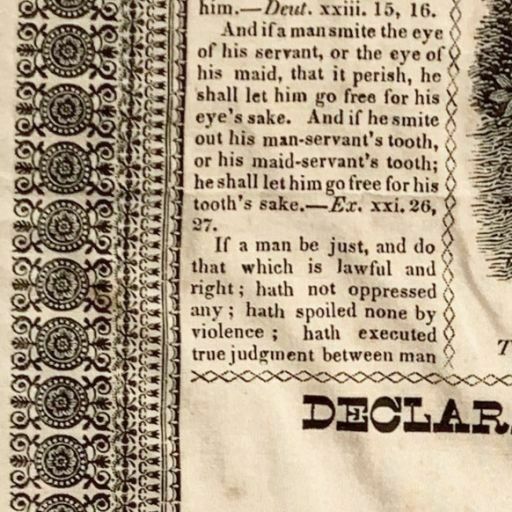 him.—Deut. xxiii. 15, 16.
And if a man smite the eye
of his servant, or the eye of
his maid, that it perish, he
shall let him go free for his
eye's sake. And if he smite
out his man-servant's tooth,
or his maid-servant's tooth;
he shall let him go free for his
tooth's sake.—Ex. xxi. 26,
27.
If a man be just, and do
that which is lawful and
right; hath not oppressed
any; hath spoiled none by
violence; hath executed
true judgment between man
T
DECLAR